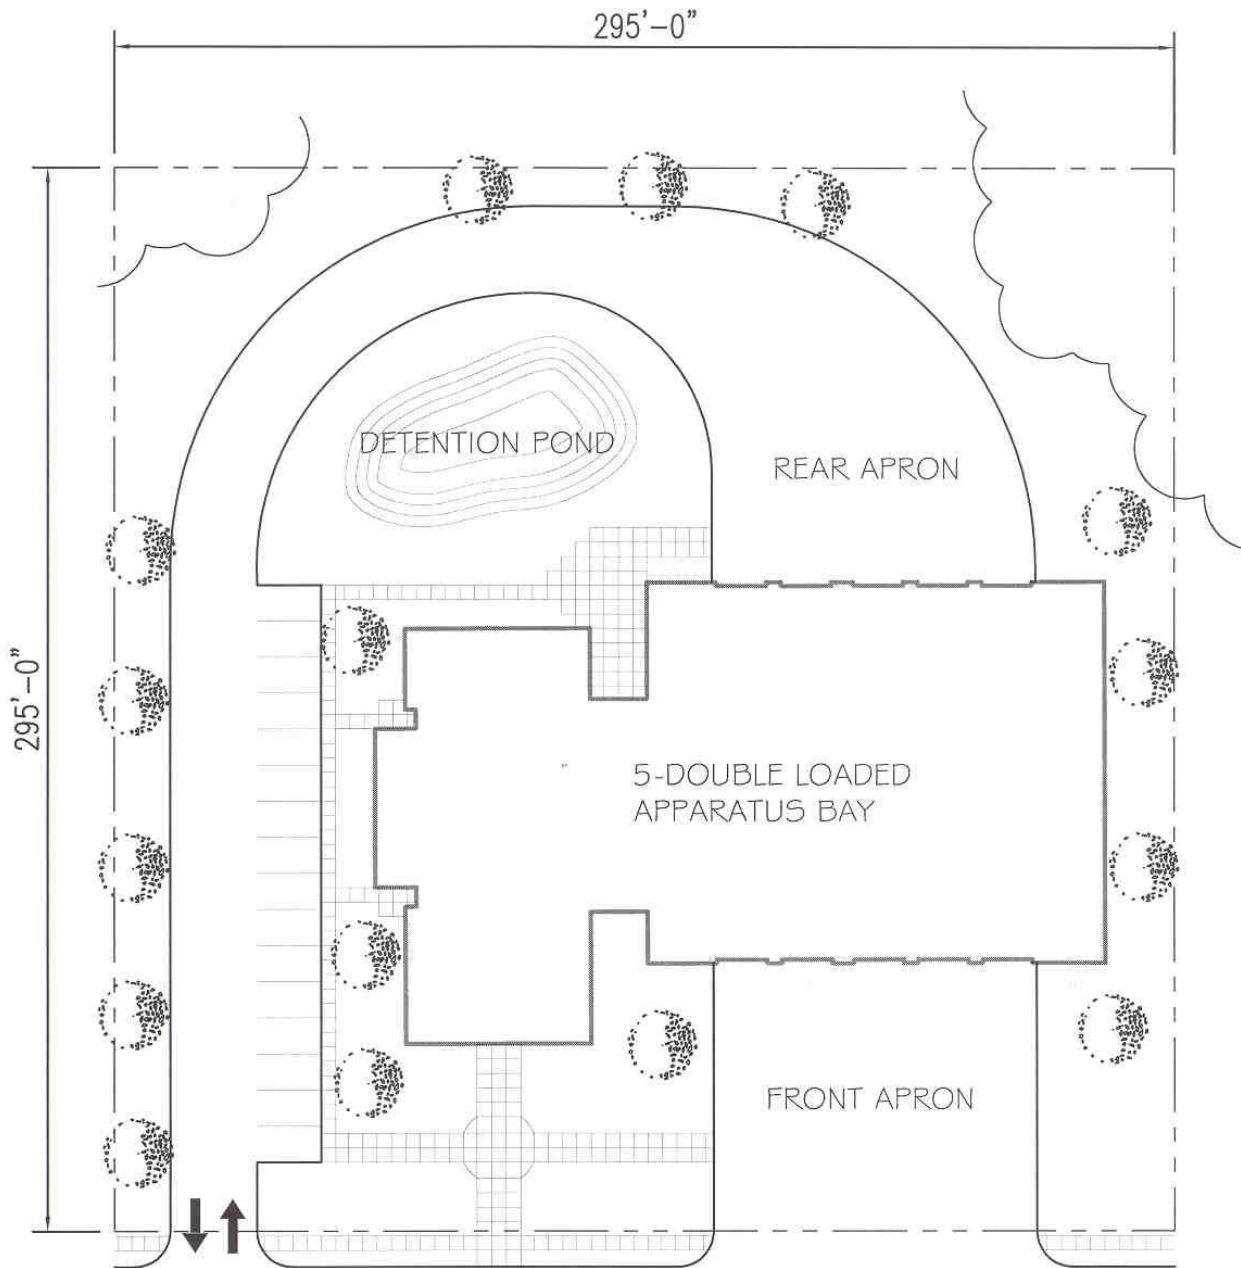 295'-0"
DETENTION POND
REAR APRON
295'-0"
5-DOUBLE LOADED
APPARATUS BAY
FRONT APRON